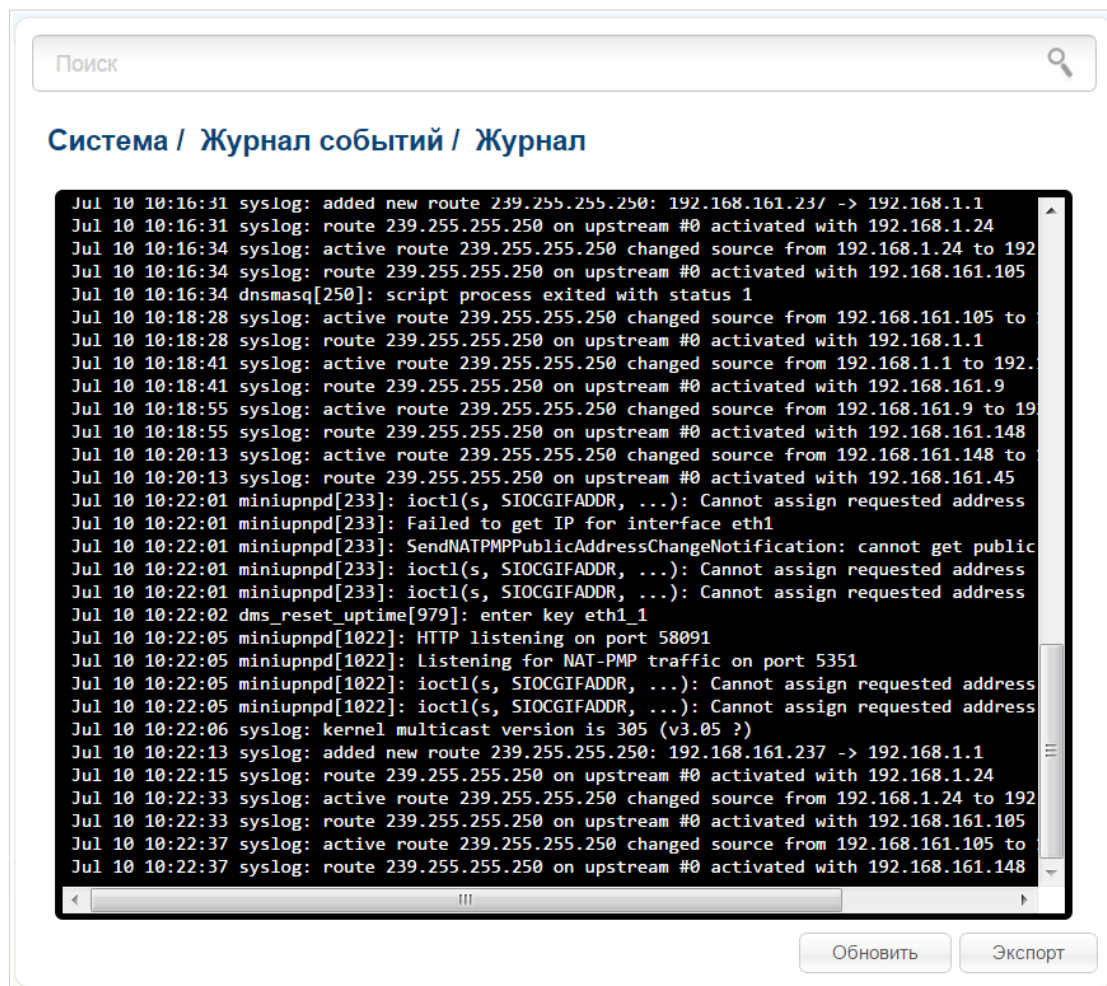 Поиск
Система / Журнал событий / Журнал
Jul 10 10:16:31 syslog: added new route 239.255.255.250: 192.168.161.237 -> 192.168.1.1
Jul 10 10:16:31 syslog: route 239.255.255.250 on upstream #0 activated with 192.168.1.24
Jul 10 10:16:34 syslog: active route 239.255.255.250 changed source from 192.168.1.24 to 192
Jul 10 10:16:34 syslog: route 239.255.255.250 on upstream #0 activated with 192.168.161.105
Jul 10 10:16:34 dnsmasq[250]: script process exited with status 1
Jul 10 10:18:28 syslog: active route 239.255.255.250 changed source from 192.168.161.105 to
Jul 10 10:18:28 syslog: route 239.255.255.250 on upstream #0 activated with 192.168.1.1
Jul 10 10:18:41 syslog: active route 239.255.255.250 changed source from 192.168.1.1 to 192.
Jul 10 10:18:41 syslog: route 239.255.255.250 on upstream #0 activated with 192.168.161.9
Jul 10 10:18:55 syslog: active route 239.255.255.250 changed source from 192.168.161.9 to 19
Jul 10 10:18:55 syslog: route 239.255.255.250 on upstream #0 activated with 192.168.161.148
Jul 10 10:20:13 syslog: active route 239.255.255.250 changed source from 192.168.161.148 to
Jul 10 10:20:13 syslog: route 239.255.255.250 on upstream #0 activated with 192.168.161.45
Jul 10 10:22:01 miniupnpd[233]: ioctl(s, SIOCGIFADDR, ...): Cannot assign requested address
Jul 10 10:22:01 miniupnpd[233]: Failed to get IP for interface eth1
Jul 10 10:22:01 miniupnpd[233]: SendNATPMPPublicAddressChangeNotification: cannot get public
Jul 10 10:22:01 miniupnpd[233]: ioctl(s, SIOCGIFADDR, ...): Cannot assign requested address
Jul 10 10:22:01 miniupnpd[233]: ioctl(s, SIOCGIFADDR, ...): Cannot assign requested address
Jul 10 10:22:02 dms_reset_uptime[979]: enter key eth1_1
Jul 10 10:22:05 miniupnpd[1022]: HTTP listening on port 58091
Jul 10 10:22:05 miniupnpd[1022]: Listening for NAT-PMP traffic on port 5351
Jul 10 10:22:05 miniupnpd[1022]: ioctl(s, SIOCGIFADDR, ...): Cannot assign requested address
Jul 10 10:22:05 miniupnpd[1022]: ioctl(s, SIOCGIFADDR, ...): Cannot assign requested address
Jul 10 10:22:06 syslog: kernel multicast version is 305 (v3.05 ?)
Jul 10 10:22:13 syslog: added new route 239.255.255.250: 192.168.161.237 -> 192.168.1.1
Jul 10 10:22:15 syslog: route 239.255.255.250 on upstream #0 activated with 192.168.1.24
Jul 10 10:22:33 syslog: active route 239.255.255.250 changed source from 192.168.1.24 to 192
Jul 10 10:22:33 syslog: route 239.255.255.250 on upstream #0 activated with 192.168.161.105
Jul 10 10:22:37 syslog: active route 239.255.255.250 changed source from 192.168.161.105 to
Jul 10 10:22:37 syslog: route 239.255.255.250 on upstream #0 activated with 192.168.161.148
Обновить
Экспорт